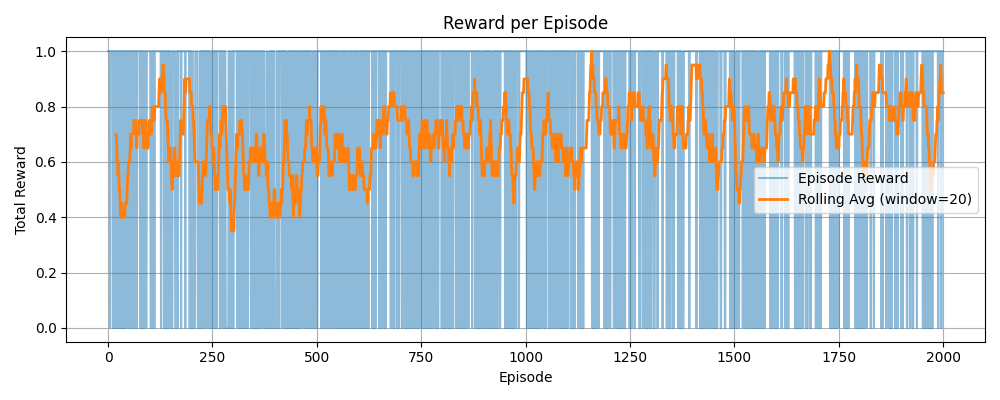 Reward per Episode
Total Reward
1.0
0.8
0.6
0.4
0.2
0.0
Episode Reward
Rolling Avg (window=20)
0 250 500 750 1000 1250 1500 1750 2000
Episode